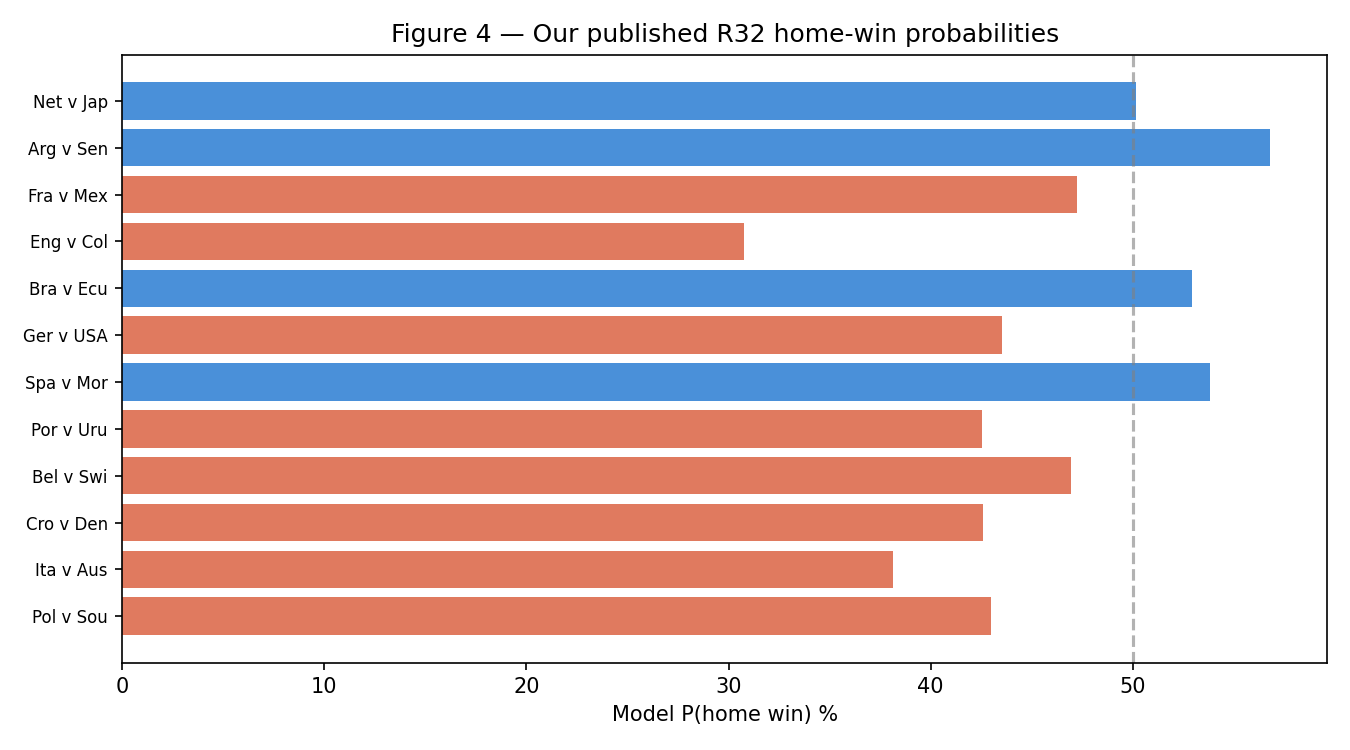 Figure 4 — Our published R32 home-win probabilities
Net v Jap
Arg v Sen
Fra v Mex
Eng v Col
Bra v Ecu
Ger v USA
Spa v Mor
Por v Uru
Bel v Swi
Cro v Den
Ita v Aus
Pol v Sou
0 10 20 30 40 50
Model P(home win) %